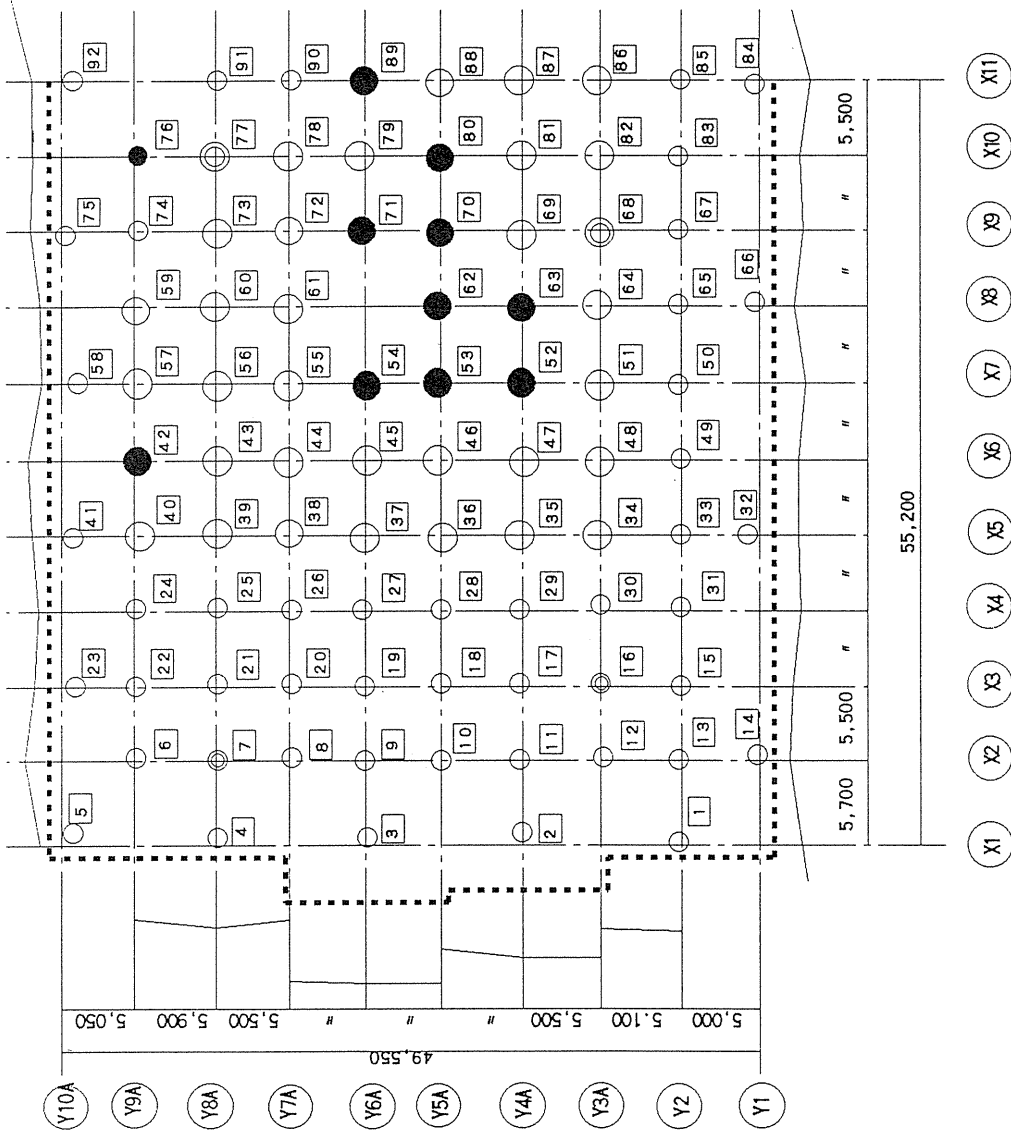 Y10A 5 23 41 58 75 92
5,050
Y9A 6 22 24 40 42 57 59 74 76
5,900
Y8A 4 7 21 25 39 43 56 60 73 77 91
5,500
Y7A 8 20 26 38 44 55 61 72 78 90
〃
Y6A 3 9 19 27 37 45 54 71 79 89
〃
Y5A 10 18 28 36 46 53 62 70 80 88
〃
Y4A 2 11 17 29 35 47 52 63 69 81 87
5,500
Y3A 12 16 30 34 48 51 64 68 82 86
5.100
Y2 1 13 15 31 33 49 50 65 67 83 85
5,000
Y1 14 32 66 84
49,550
5,700 5,500 〃 〃 〃 〃 〃 〃 〃 5,500
55,200
X1 X2 X3 X4 X5 X6 X7 X8 X9 X10 X11